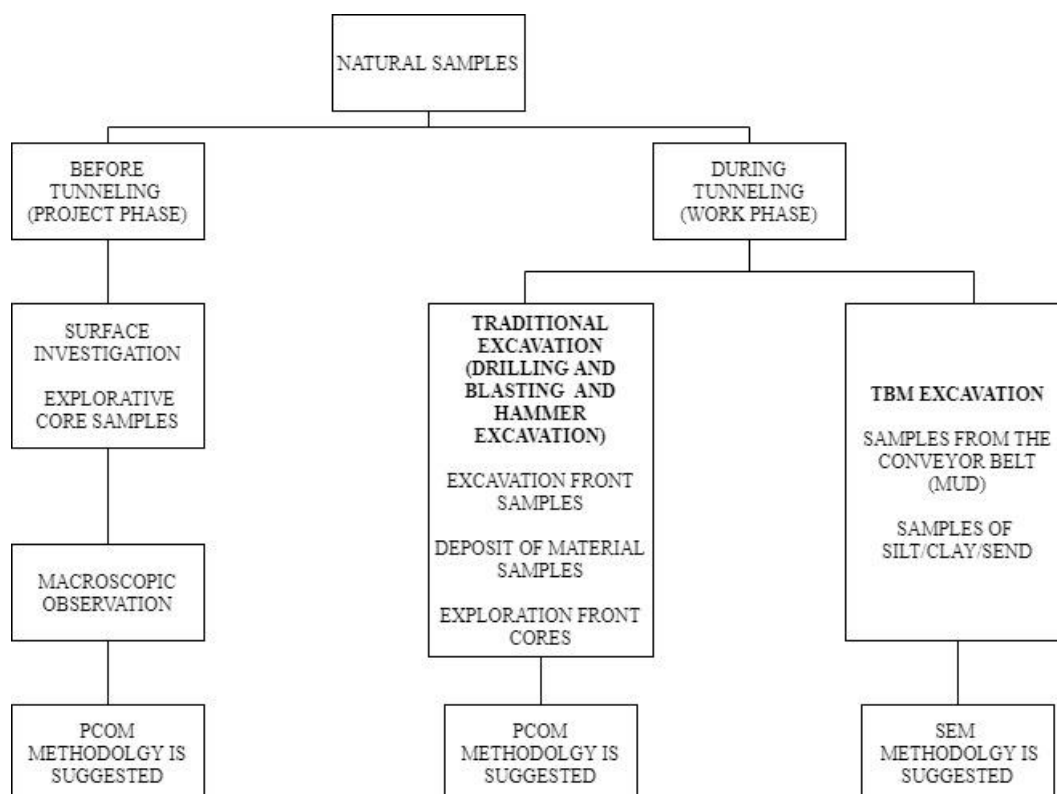 NATURAL SAMPLES
BEFORE
TUNNELING
(PROJECT PHASE)
DURING
TUNNELING
(WORK PHASE)
SURFACE
INVESTIGATION
EXPLORATIVE
CORE SAMPLES
TRADITIONAL
EXCAVATION
(DRILLING AND
BLASTING AND
HAMMER
EXCAVATION)
EXCAVATION FRONT
SAMPLES
DEPOSIT OF MATERIAL
SAMPLES
EXPLORATION FRONT
CORES
TBM EXCAVATION
SAMPLES FROM THE
CONVEYOR BELT
(MUD)
SAMPLES OF
SILT/CLAY/SEND
MACROSCOPIC
OBSERVATION
PCOM
METHODOLGY IS
SUGGESTED
PCOM
METHODOLGY IS
SUGGESTED
SEM
METHODOLGY IS
SUGGESTED